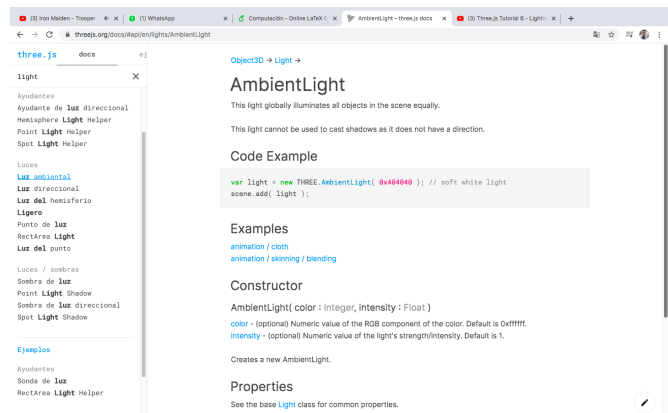 (3) Iron Maiden - Trooper -
(1) WhatsApp
Computación - Online LaTeX E
AmbientLight – three.js docs
(3) Three.js Tutorial 6 - Lightin
threejs.org/docs/#api/en/lights/AmbientLight
three.js docs ej
light
Ayudantes
Ayudante de luz direccional
Hemisphere Light Helper
Point Light Helper
Spot Light Helper
Luces
Luz ambiental
Luz direccional
Luz del hemisferio
Ligero
Punto de luz
RectArea Light
Luz del punto
Luces / sombras
Sombra de luz
Point Light Shadow
Sombra de luz direccional
Spot Light Shadow
Ejemplos
Ayudantes
Sonda de luz
RectArea Light Helper
Object3D → Light →
AmbientLight
This light globally illuminates all objects in the scene equally.
This light cannot be used to cast shadows as it does not have a direction.
Code Example
var light = new THREE.AmbientLight( 0x404040 ); // soft white light
scene.add( light );
Examples
animation / cloth
animation / skinning / blending
Constructor
AmbientLight( color : Integer, intensity : Float )
color - (optional) Numeric value of the RGB component of the color. Default is 0xffffff.
intensity - (optional) Numeric value of the light's strength/intensity. Default is 1.
Creates a new AmbientLight.
Properties
See the base Light class for common properties.